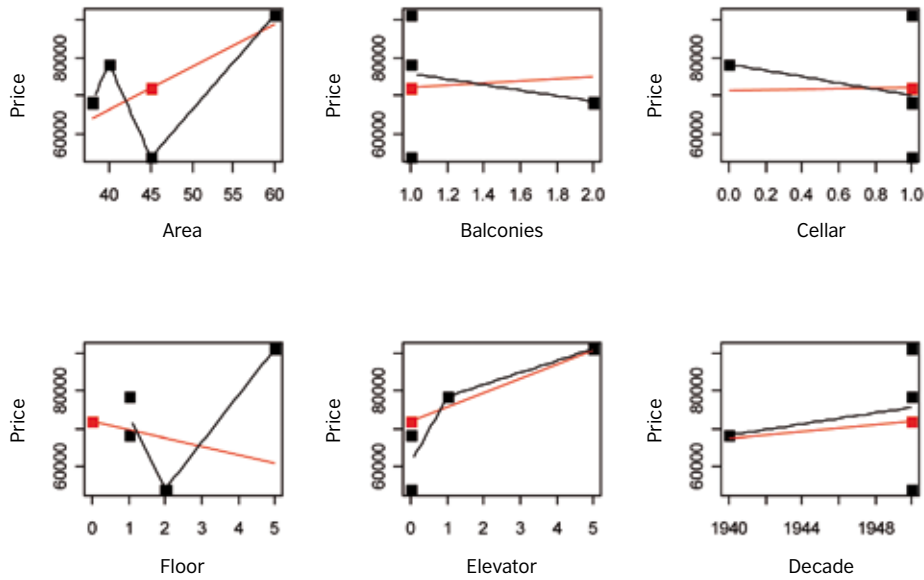 Price
80000
60000
40 45 50 55 60
Area
Price
80000
60000
1.0 1.2 1.4 1.6 1.8 2.0
Balconies
Price
80000
60000
0.0 0.2 0.4 0.6 0.8 1.0
Cellar
Price
80000
60000
0 1 2 3 4 5
Floor
Price
80000
60000
0 1 2 3 4 5
Elevator
Price
80000
60000
1940 1944 1948
Decade